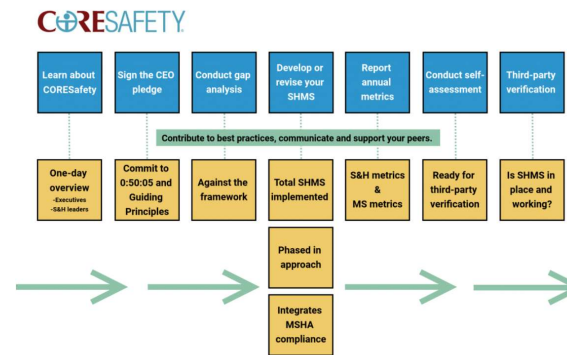 CORESAFETY
Learn about
CORESafety
Sign the CEO
pledge
Conduct gap
analysis
Develop or
revise your
SHMS
Report
annual
metrics
Conduct self-
assessment
Third-party
verification
Contribute to best practices, communicate and support your peers.
One-day
overview
-Executives
-S&H leaders
Commit to
0:50:05 and
Guiding
Principles
Against the
framework
Total SHMS
implemented
S&H metrics
&
MS metrics
Ready for
third-party
verification
Is SHMS in
place and
working?
Phased in
approach
Integrates
MSHA
compliance